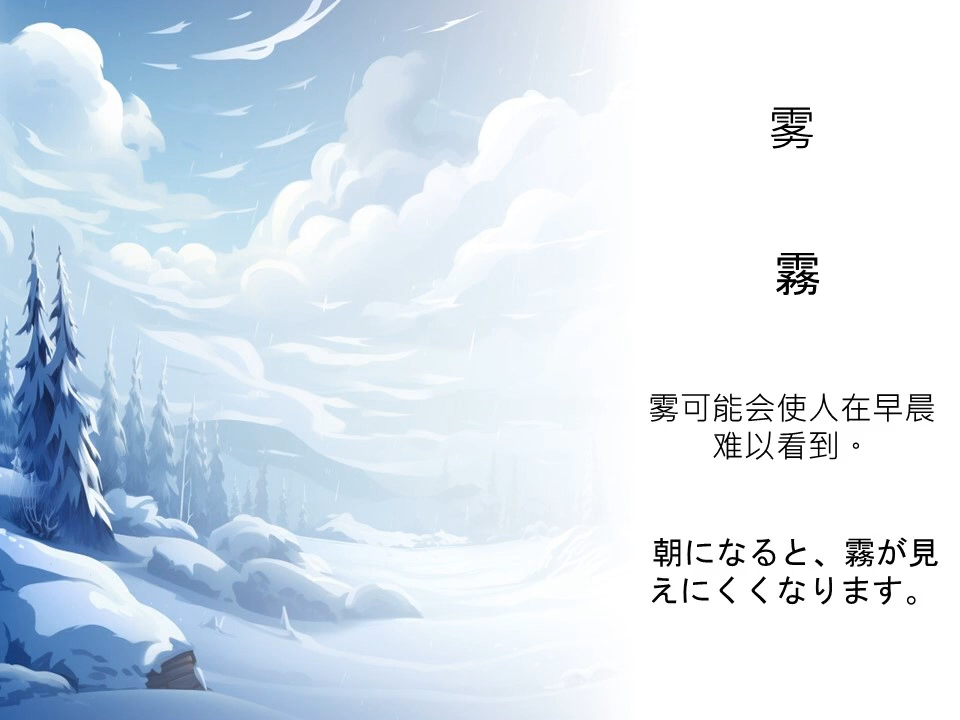 雾
霧
雾可能会使人在早晨
难以看到。
朝になると、霧が見
えにくくなります。